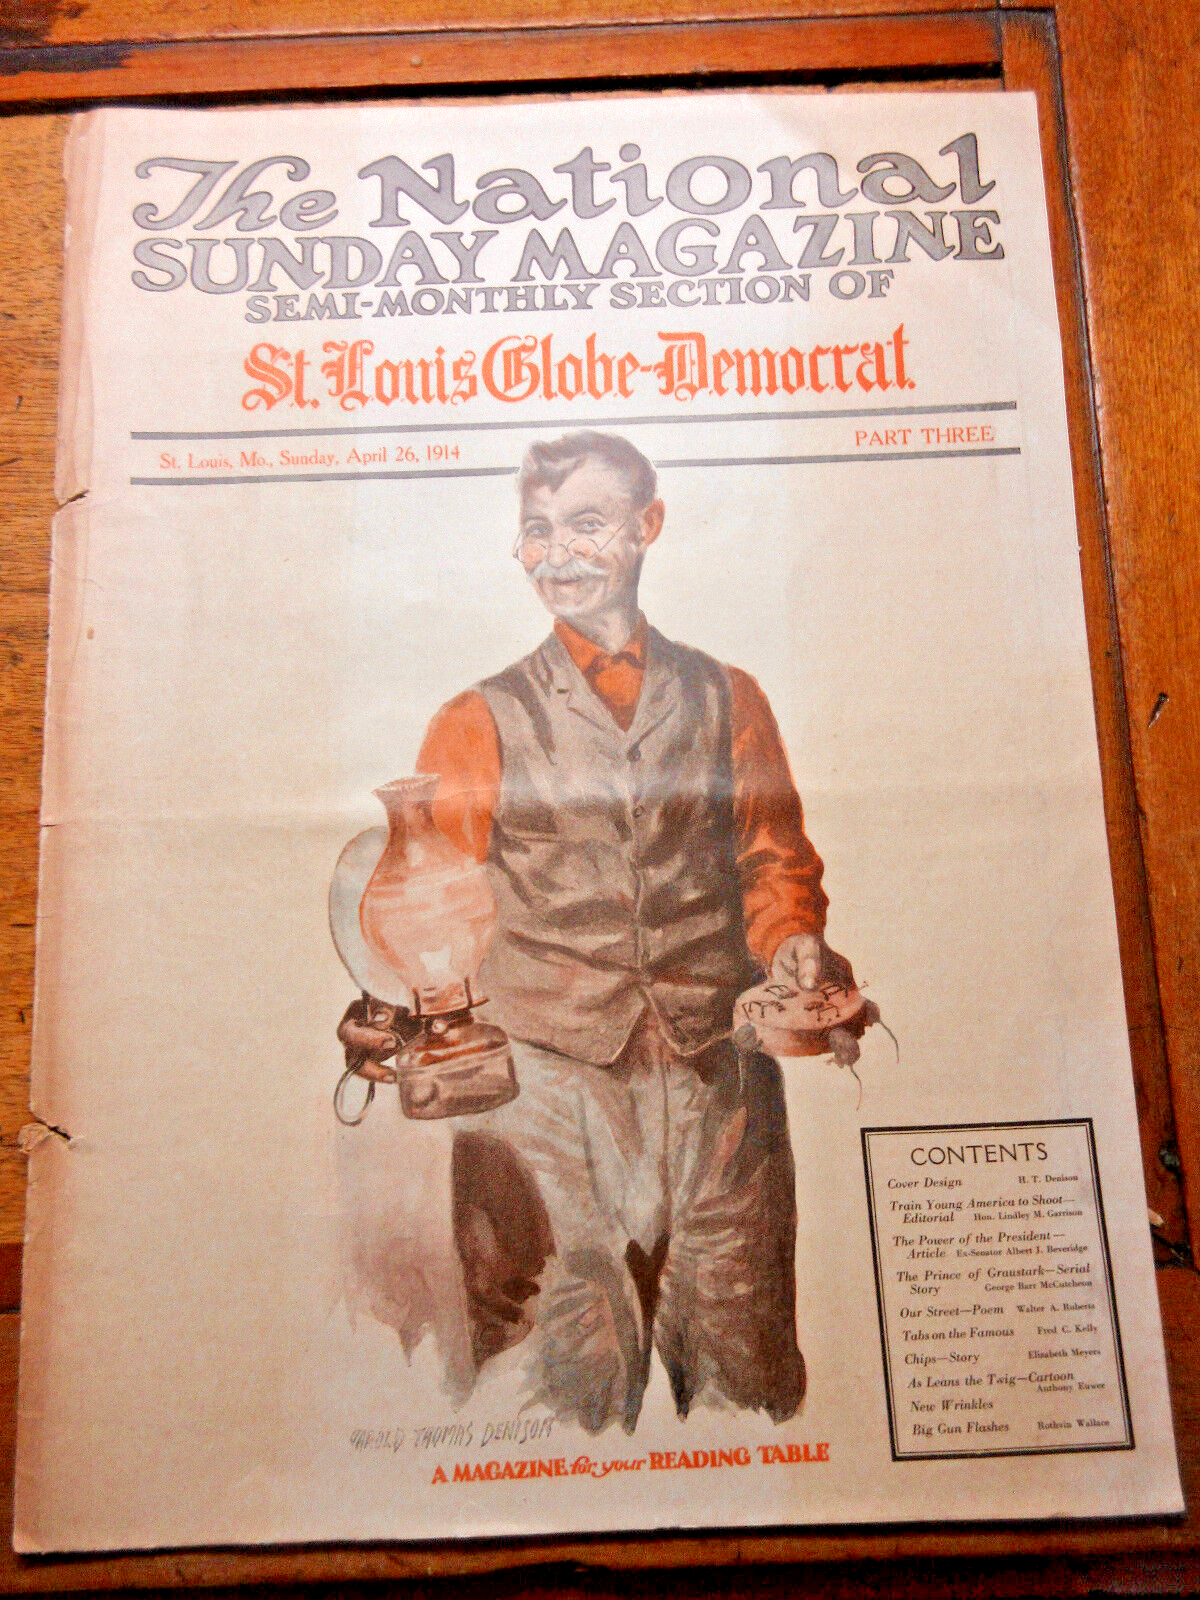 The National
SUNDAY MAGAZINE
SEMI-MONTHLY SECTION OF
St. Louis Globe-Democrat.
St. Louis, Mo., Sunday, April 26, 1914
PART THREE
CONTENTS
Cover Design H. T. Denison
Train Young America to Shoot—
Editorial Hon. Lindley M. Garrison
The Power of the President—
Article Ex-Senator Albert J. Beveridge
The Prince of Graustark—Serial
Story George Barr McCutcheon
Our Street—Poem Walter A. Roberts
Tabs on the Famous Fred C. Kelly
Chips—Story Elizabeth Meyers
As Leans the Twig—Cartoon
Anthony Euwer
New Wrinkles
Big Gun Flashes Rothvin Wallace
HAROLD THOMAS DENISON
A MAGAZINE for your READING TABLE